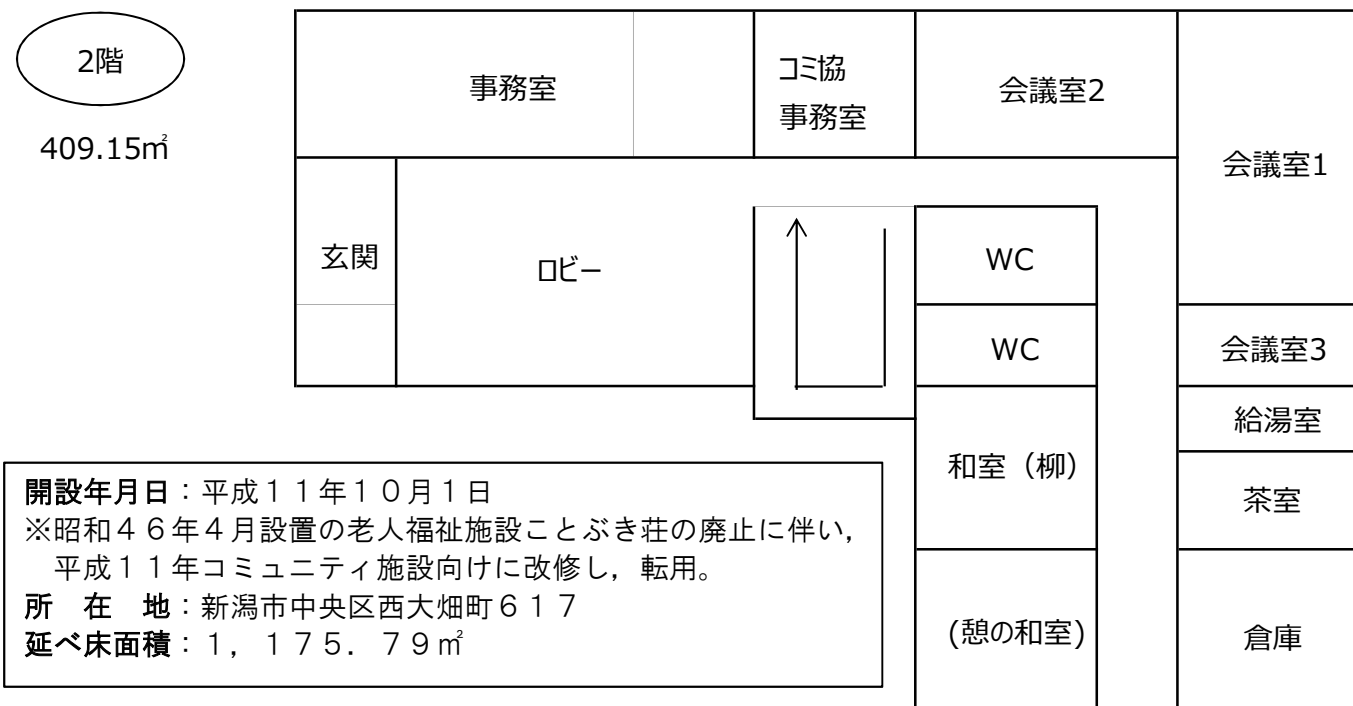 2階
409.15㎡
事務室
コミ協
事務室
会議室2
会議室1
玄関
ロビー
WC
WC
会議室3
給湯室
和室（柳）
茶室
(憩の和室)
倉庫
開設年月日：平成１１年１０月１日
※昭和４６年４月設置の老人福祉施設ことぶき荘の廃止に伴い，
平成１１年コミュニティ施設向けに改修し，転用。
所　在　地：新潟市中央区西大畑町６１７
延べ床面積：１，１７５．７９㎡